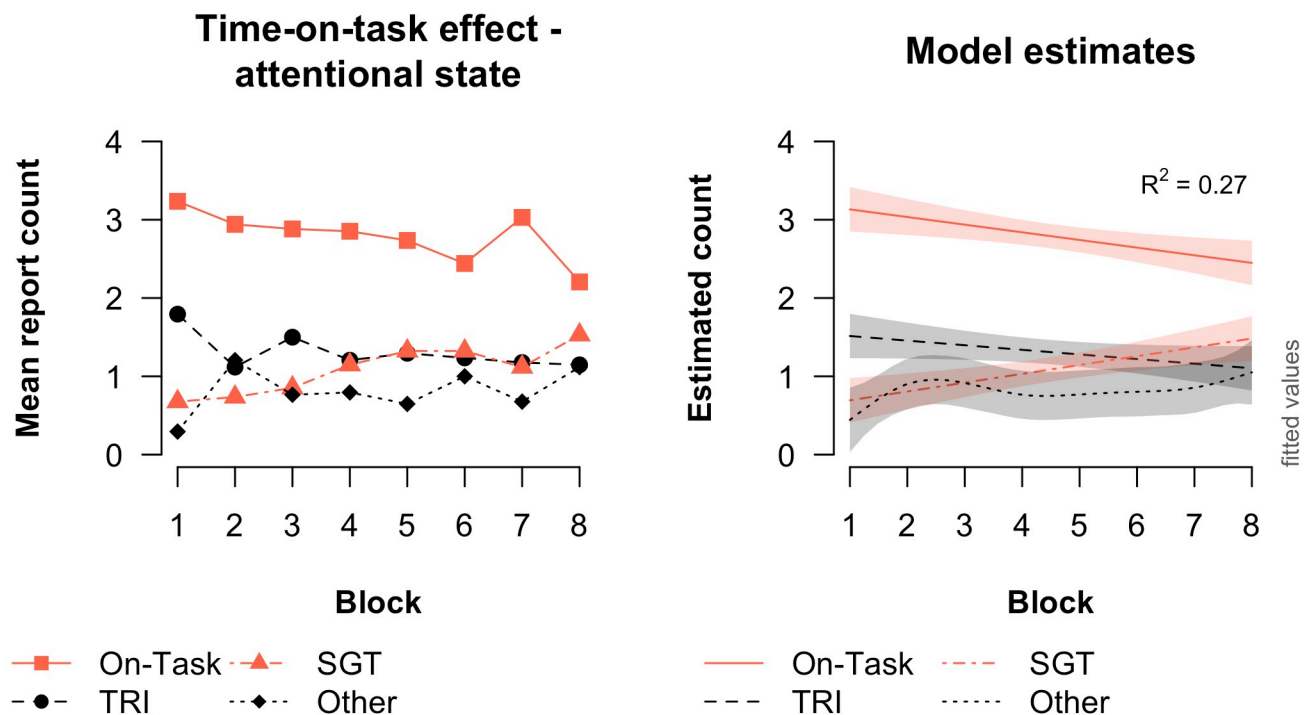 Time-on-task effect -
attentional state
Mean report count
4
3
2
1
0
1 2 3 4 5 6 7 8
Block
On-Task SGT
TRI Other
Model estimates
Estimated count
4
3
2
1
0
R² = 0.27
fitted values
1 2 3 4 5 6 7 8
Block
On-Task SGT
TRI Other